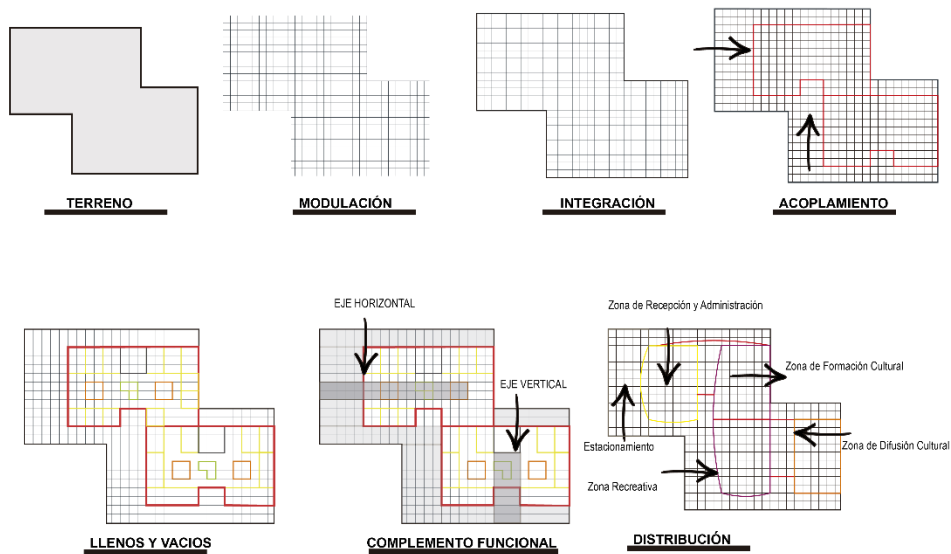 TERRENO
MODULACIÓN
INTEGRACIÓN
ACOPLAMIENTO
EJE HORIZONTAL
EJE VERTICAL
Zona de Recepción y Administración
Zona de Formación Cultural
Estacionamiento
Zona de Difusión Cultural
Zona Recreativa
LLENOS Y VACIOS
COMPLEMENTO FUNCIONAL
DISTRIBUCIÓN